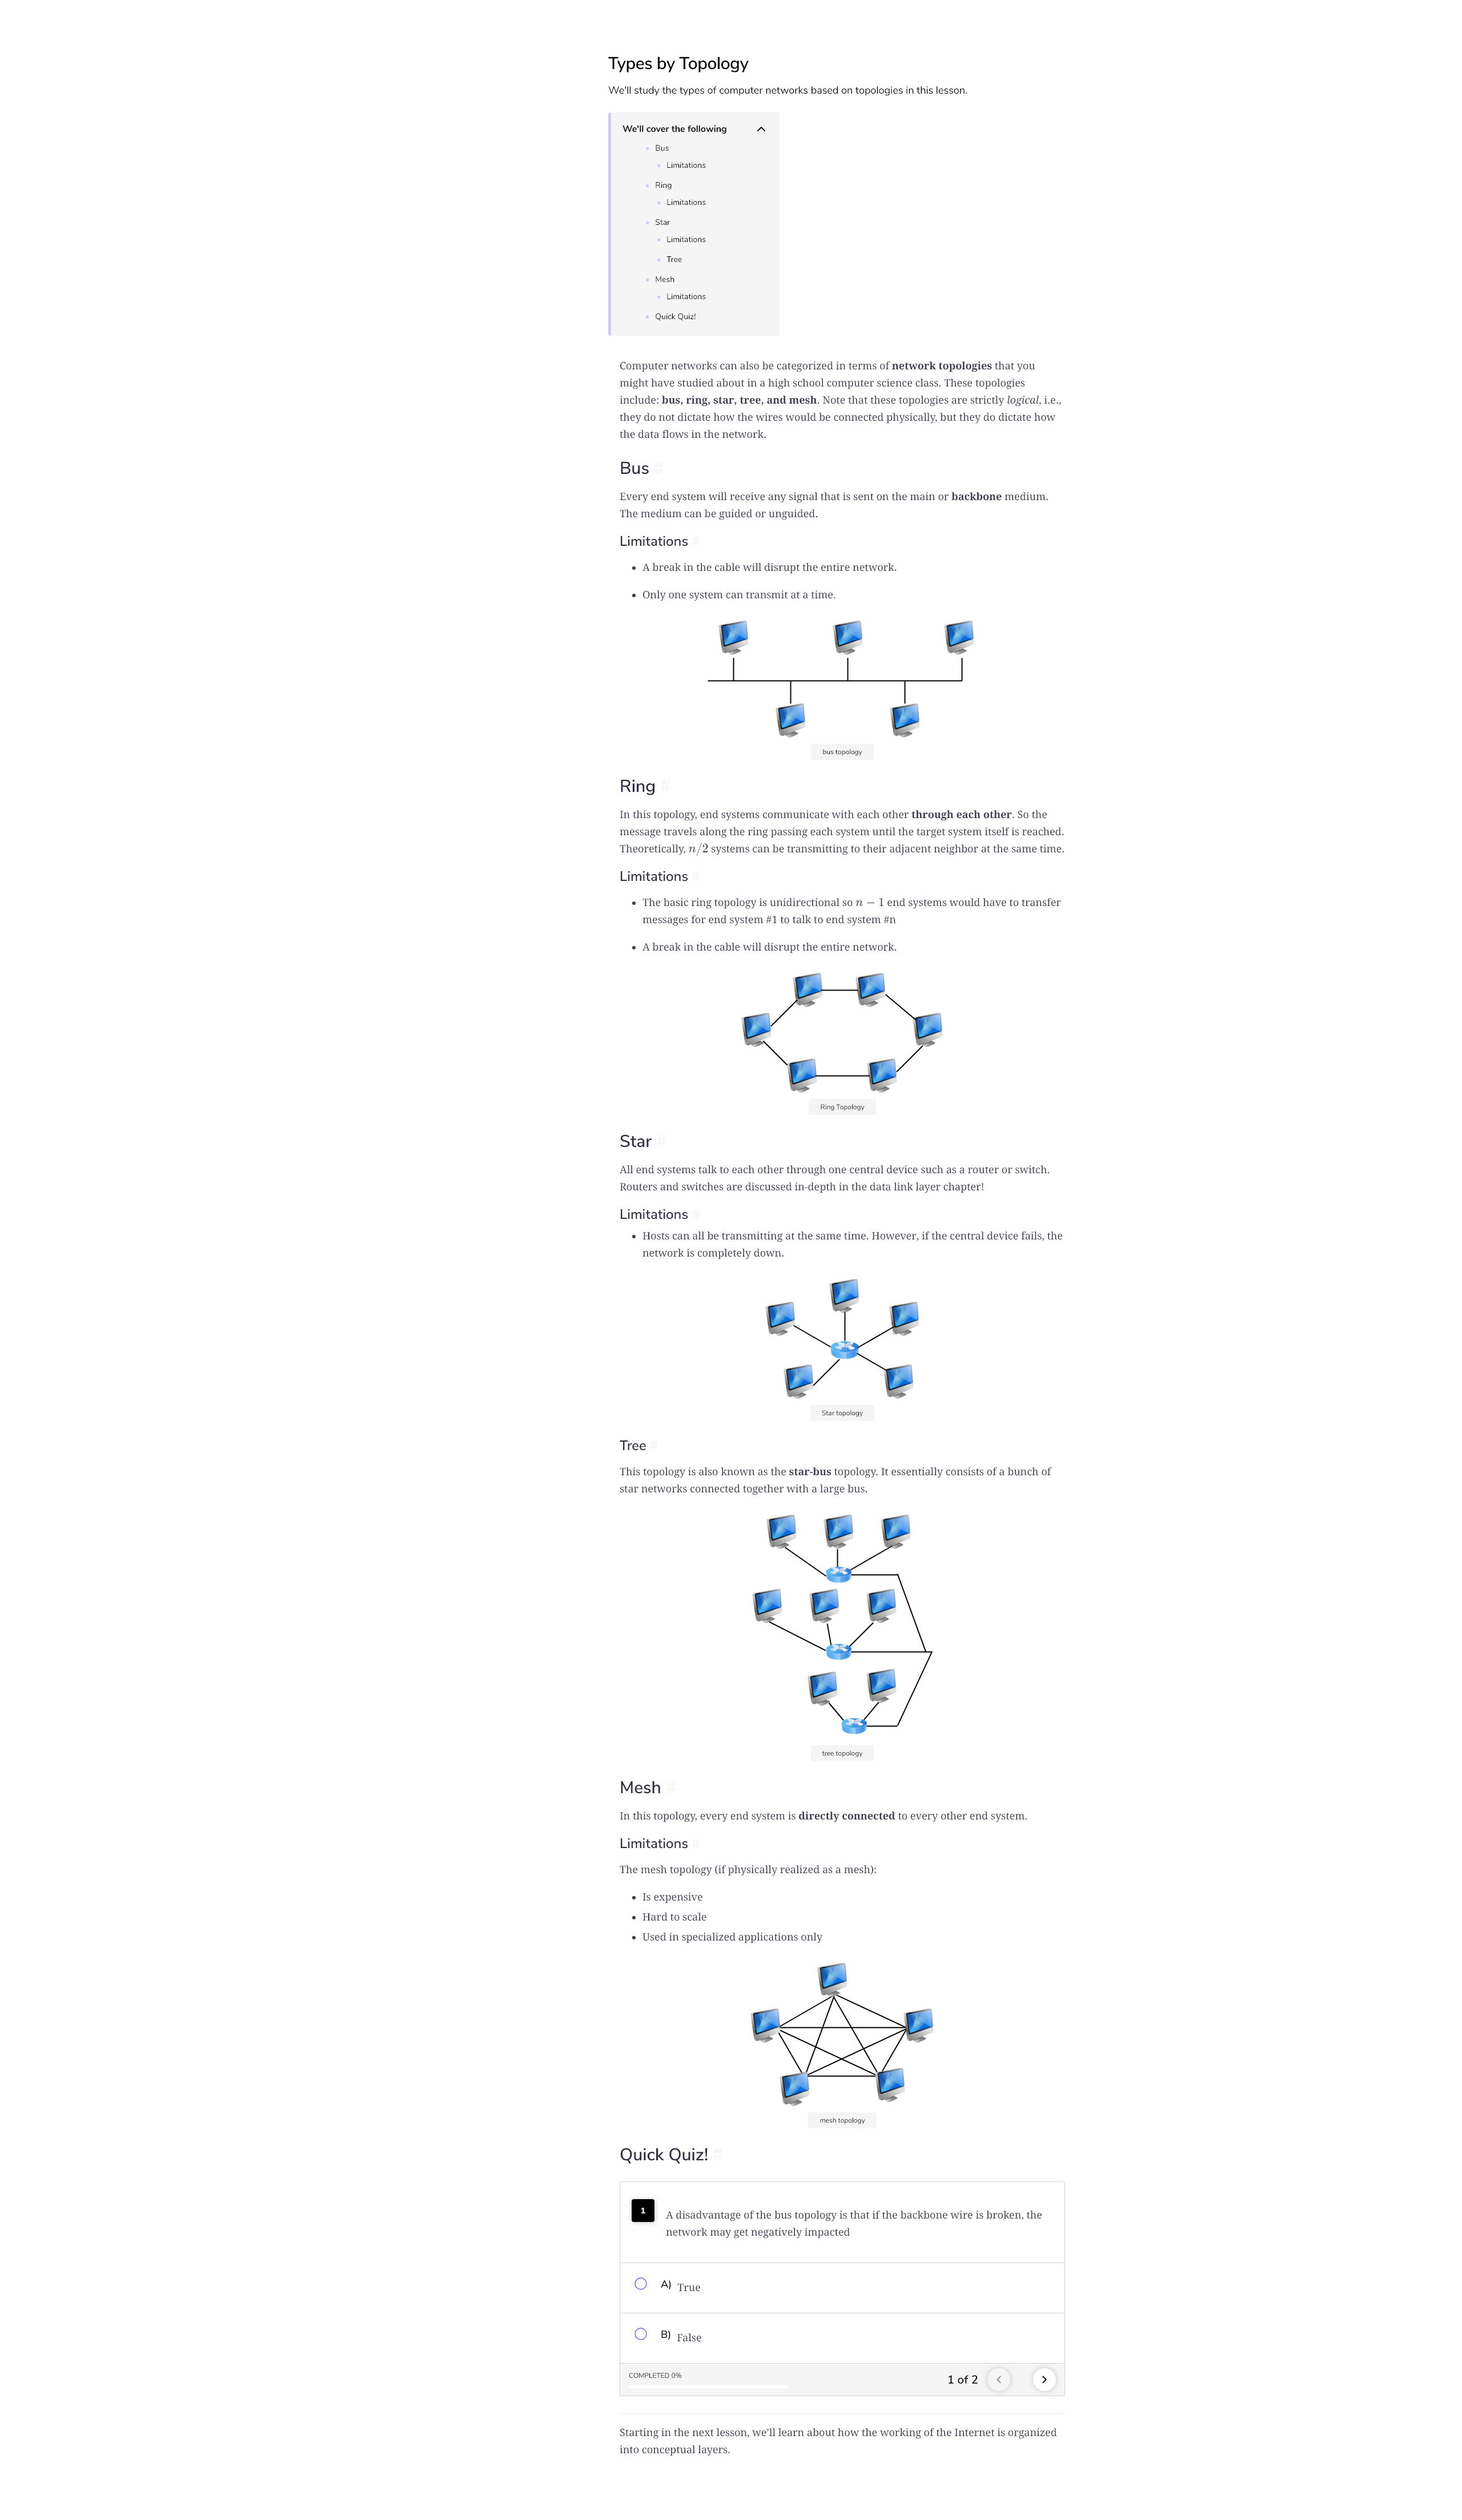 Types by Topology
We'll study the types of computer networks based on topologies in this lesson.
We'll cover the following
Bus
Limitations
Ring
Limitations
Star
Limitations
Tree
Mesh
Limitations
Quick Quiz!
Computer networks can also be categorized in terms of network topologies that you
might have studied about in a high school computer science class. These topologies
include: bus, ring, star, tree, and mesh. Note that these topologies are strictly logical, i.e.,
they do not dictate how the wires would be connected physically, but they do dictate how
the data flows in the network.
Bus #
Every end system will receive any signal that is sent on the main or backbone medium.
The medium can be guided or unguided.
Limitations #
• A break in the cable will disrupt the entire network.
• Only one system can transmit at a time.
bus topology
Ring #
In this topology, end systems communicate with each other through each other. So the
message travels along the ring passing each system until the target system itself is reached.
Theoretically, n/2 systems can be transmitting to their adjacent neighbor at the same time.
Limitations #
• The basic ring topology is unidirectional so n − 1 end systems would have to transfer
messages for end system #1 to talk to end system #n
• A break in the cable will disrupt the entire network.
Ring Topology
Star #
All end systems talk to each other through one central device such as a router or switch.
Routers and switches are discussed in-depth in the data link layer chapter!
Limitations #
• Hosts can all be transmitting at the same time. However, if the central device fails, the
network is completely down.
Star topology
Tree #
This topology is also known as the star-bus topology. It essentially consists of a bunch of
star networks connected together with a large bus.
tree topology
Mesh #
In this topology, every end system is directly connected to every other end system.
Limitations #
The mesh topology (if physically realized as a mesh):
• Is expensive
• Hard to scale
• Used in specialized applications only
mesh topology
Quick Quiz! #
1
A disadvantage of the bus topology is that if the backbone wire is broken, the
network may get negatively impacted
A) True
B) False
COMPLETED 0%
1 of 2
Starting in the next lesson, we'll learn about how the working of the Internet is organized
into conceptual layers.